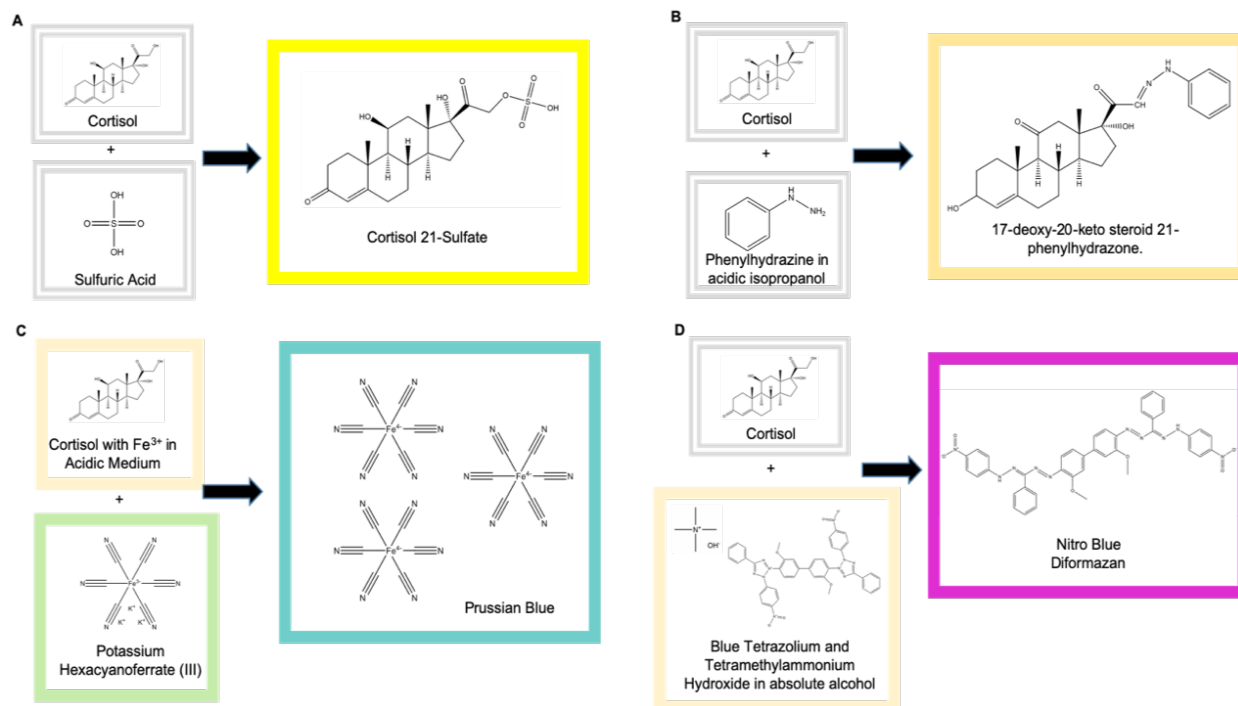 A
Cortisol
+
Sulfuric Acid
Cortisol 21-Sulfate
B
Cortisol
+
Phenylhydrazine in
acidic isopropanol
17-deoxy-20-keto steroid 21-
phenylhydrazone.
C
Cortisol with Fe³⁺ in
Acidic Medium
+
Potassium
Hexacyanoferrate (III)
Prussian Blue
D
Cortisol
+
Blue Tetrazolium and
Tetramethylammonium
Hydroxide in absolute alcohol
Nitro Blue
Diformazan